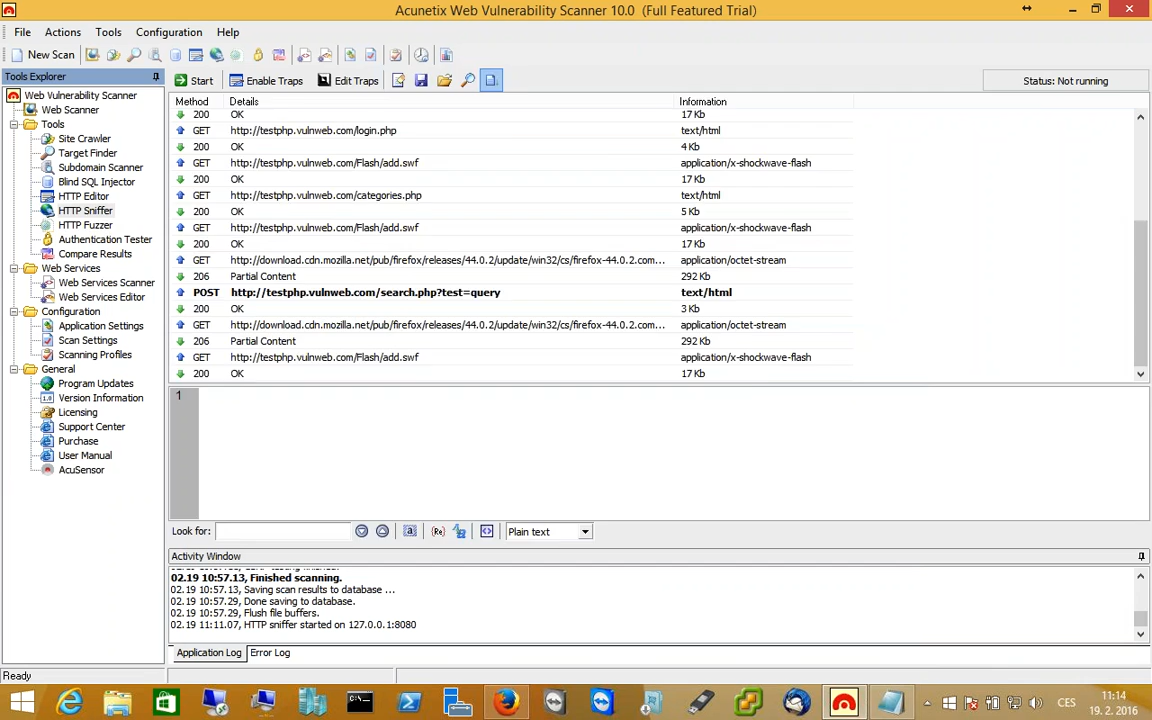 Acunetix Web Vulnerability Scanner 10.0  (Full Featured Trial)
File Actions Tools Configuration Help
New Scan
Tools Explorer
Web Vulnerability Scanner
Web Scanner
Tools
Site Crawler
Target Finder
Subdomain Scanner
Blind SQL Injector
HTTP Editor
HTTP Sniffer
HTTP Fuzzer
Authentication Tester
Compare Results
Web Services
Web Services Scanner
Web Services Editor
Configuration
Application Settings
Scan Settings
Scanning Profiles
General
Program Updates
Version Information
Licensing
Support Center
Purchase
User Manual
AcuSensor
Start Enable Traps Edit Traps Status: Not running
Method Details Information
200 OK 17 Kb
GET http://testphp.vulnweb.com/login.php text/html
200 OK 4 Kb
GET http://testphp.vulnweb.com/Flash/add.swf application/x-shockwave-flash
200 OK 17 Kb
GET http://testphp.vulnweb.com/categories.php text/html
200 OK 5 Kb
GET http://testphp.vulnweb.com/Flash/add.swf application/x-shockwave-flash
200 OK 17 Kb
GET http://download.cdn.mozilla.net/pub/firefox/releases/44.0.2/update/win32/cs/firefox-44.0.2.com... application/octet-stream
206 Partial Content 292 Kb
POST http://testphp.vulnweb.com/search.php?test=query text/html
200 OK 3 Kb
GET http://download.cdn.mozilla.net/pub/firefox/releases/44.0.2/update/win32/cs/firefox-44.0.2.com... application/octet-stream
206 Partial Content 292 Kb
GET http://testphp.vulnweb.com/Flash/add.swf application/x-shockwave-flash
200 OK 17 Kb
1
Look for: Plain text
Activity Window
02.19 10:57.13, Finished scanning.
02.19 10:57.13, Saving scan results to database ...
02.19 10:57.29, Done saving to database.
02.19 10:57.29, Flush file buffers.
02.19 11:11.07, HTTP sniffer started on 127.0.0.1:8080
Application Log Error Log
Ready
CES
11:14
19. 2. 2016